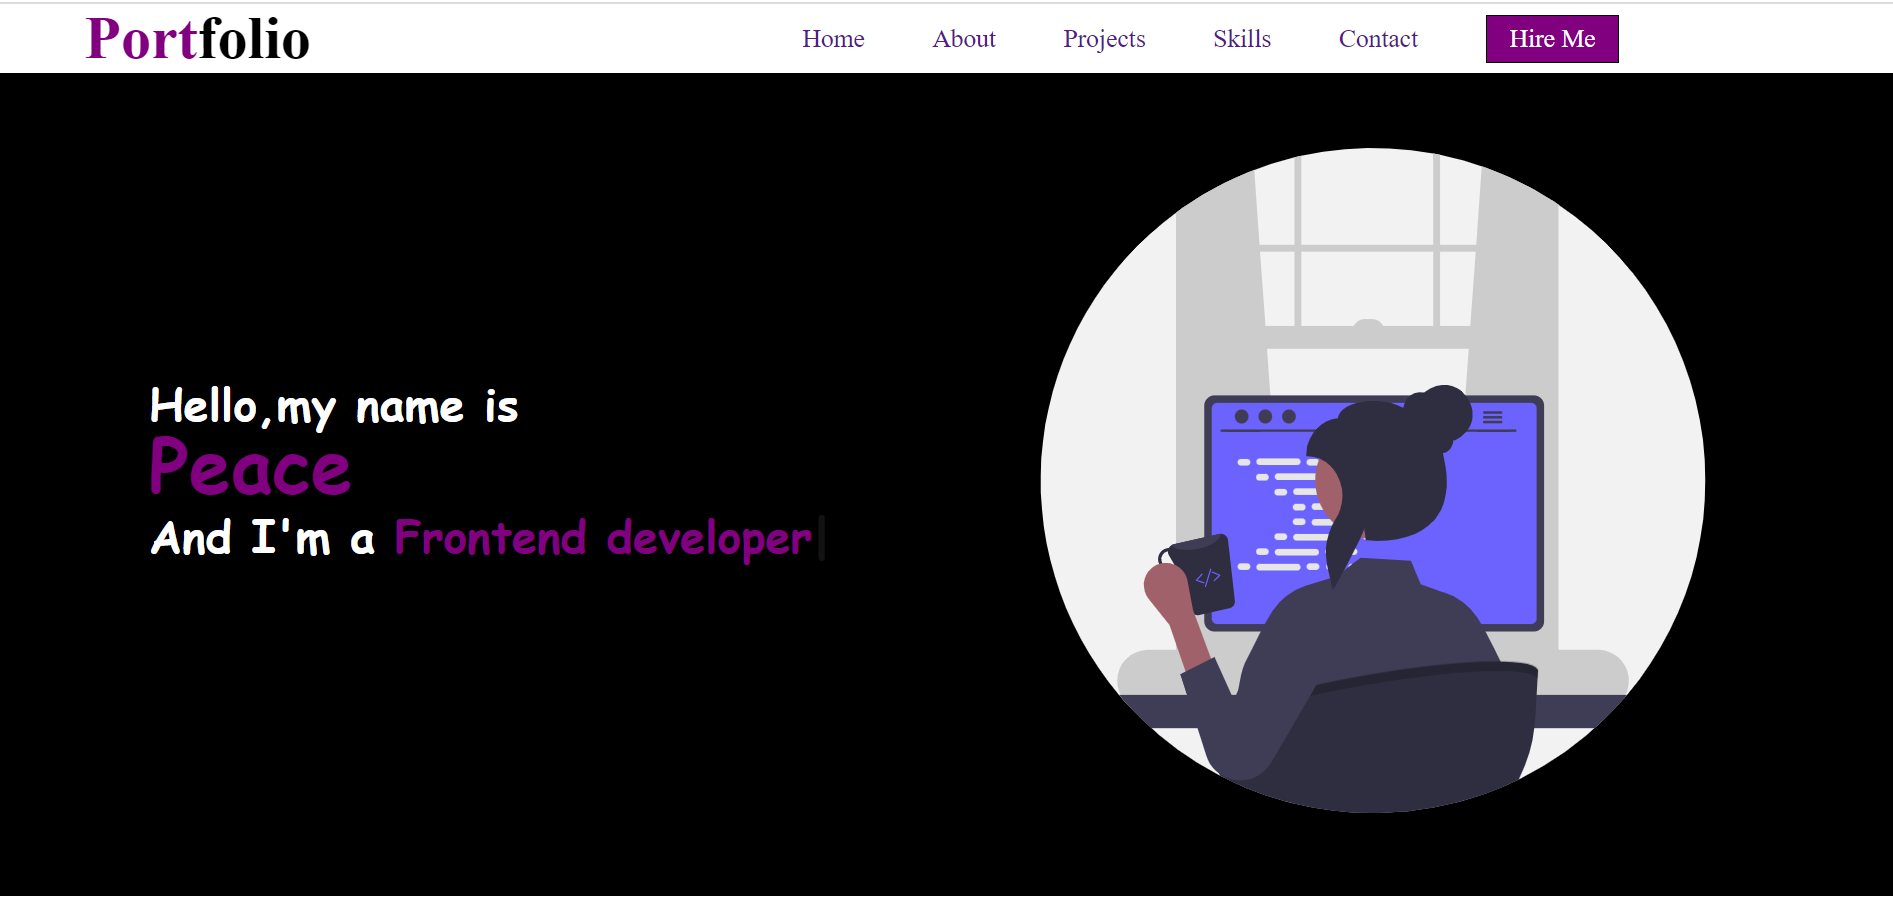 Portfolio
Home About Projects Skills Contact Hire Me
Hello,my name is
Peace
And I'm a Frontend developer
</>